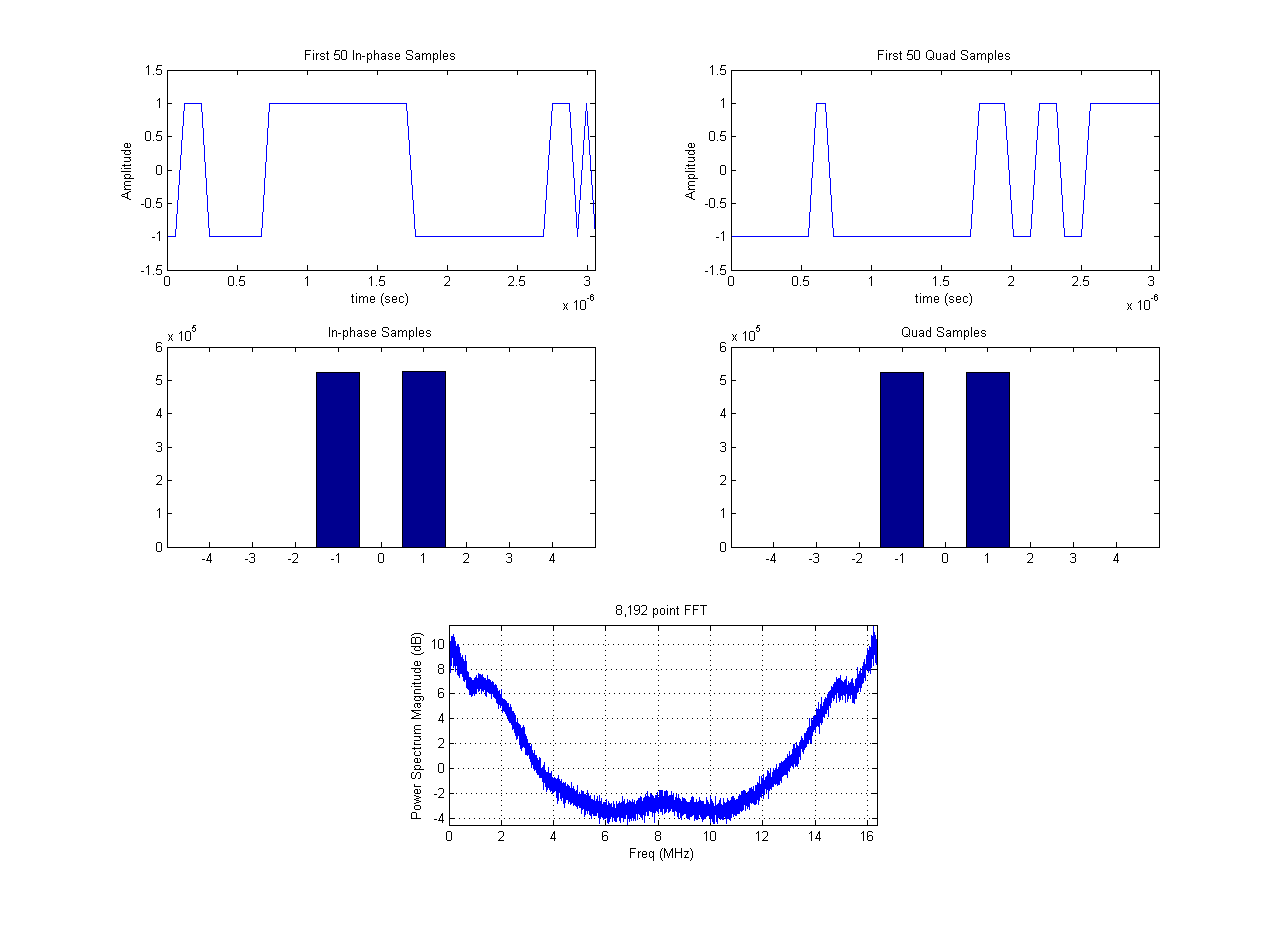 First 50 In-phase Samples
1.5
1
0.5
0
-0.5
-1
-1.5
Amplitude
0 0.5 1 1.5 2 2.5 3
time (sec)
x 10^-6
First 50 Quad Samples
1.5
1
0.5
0
-0.5
-1
-1.5
Amplitude
0 0.5 1 1.5 2 2.5 3
time (sec)
x 10^-6
In-phase Samples
x 10^5
6
5
4
3
2
1
0
-4 -3 -2 -1 0 1 2 3 4
Quad Samples
x 10^5
6
5
4
3
2
1
0
-4 -3 -2 -1 0 1 2 3 4
8,192 point FFT
10
8
6
4
2
0
-2
-4
Power Spectrum Magnitude (dB)
0 2 4 6 8 10 12 14 16
Freq (MHz)